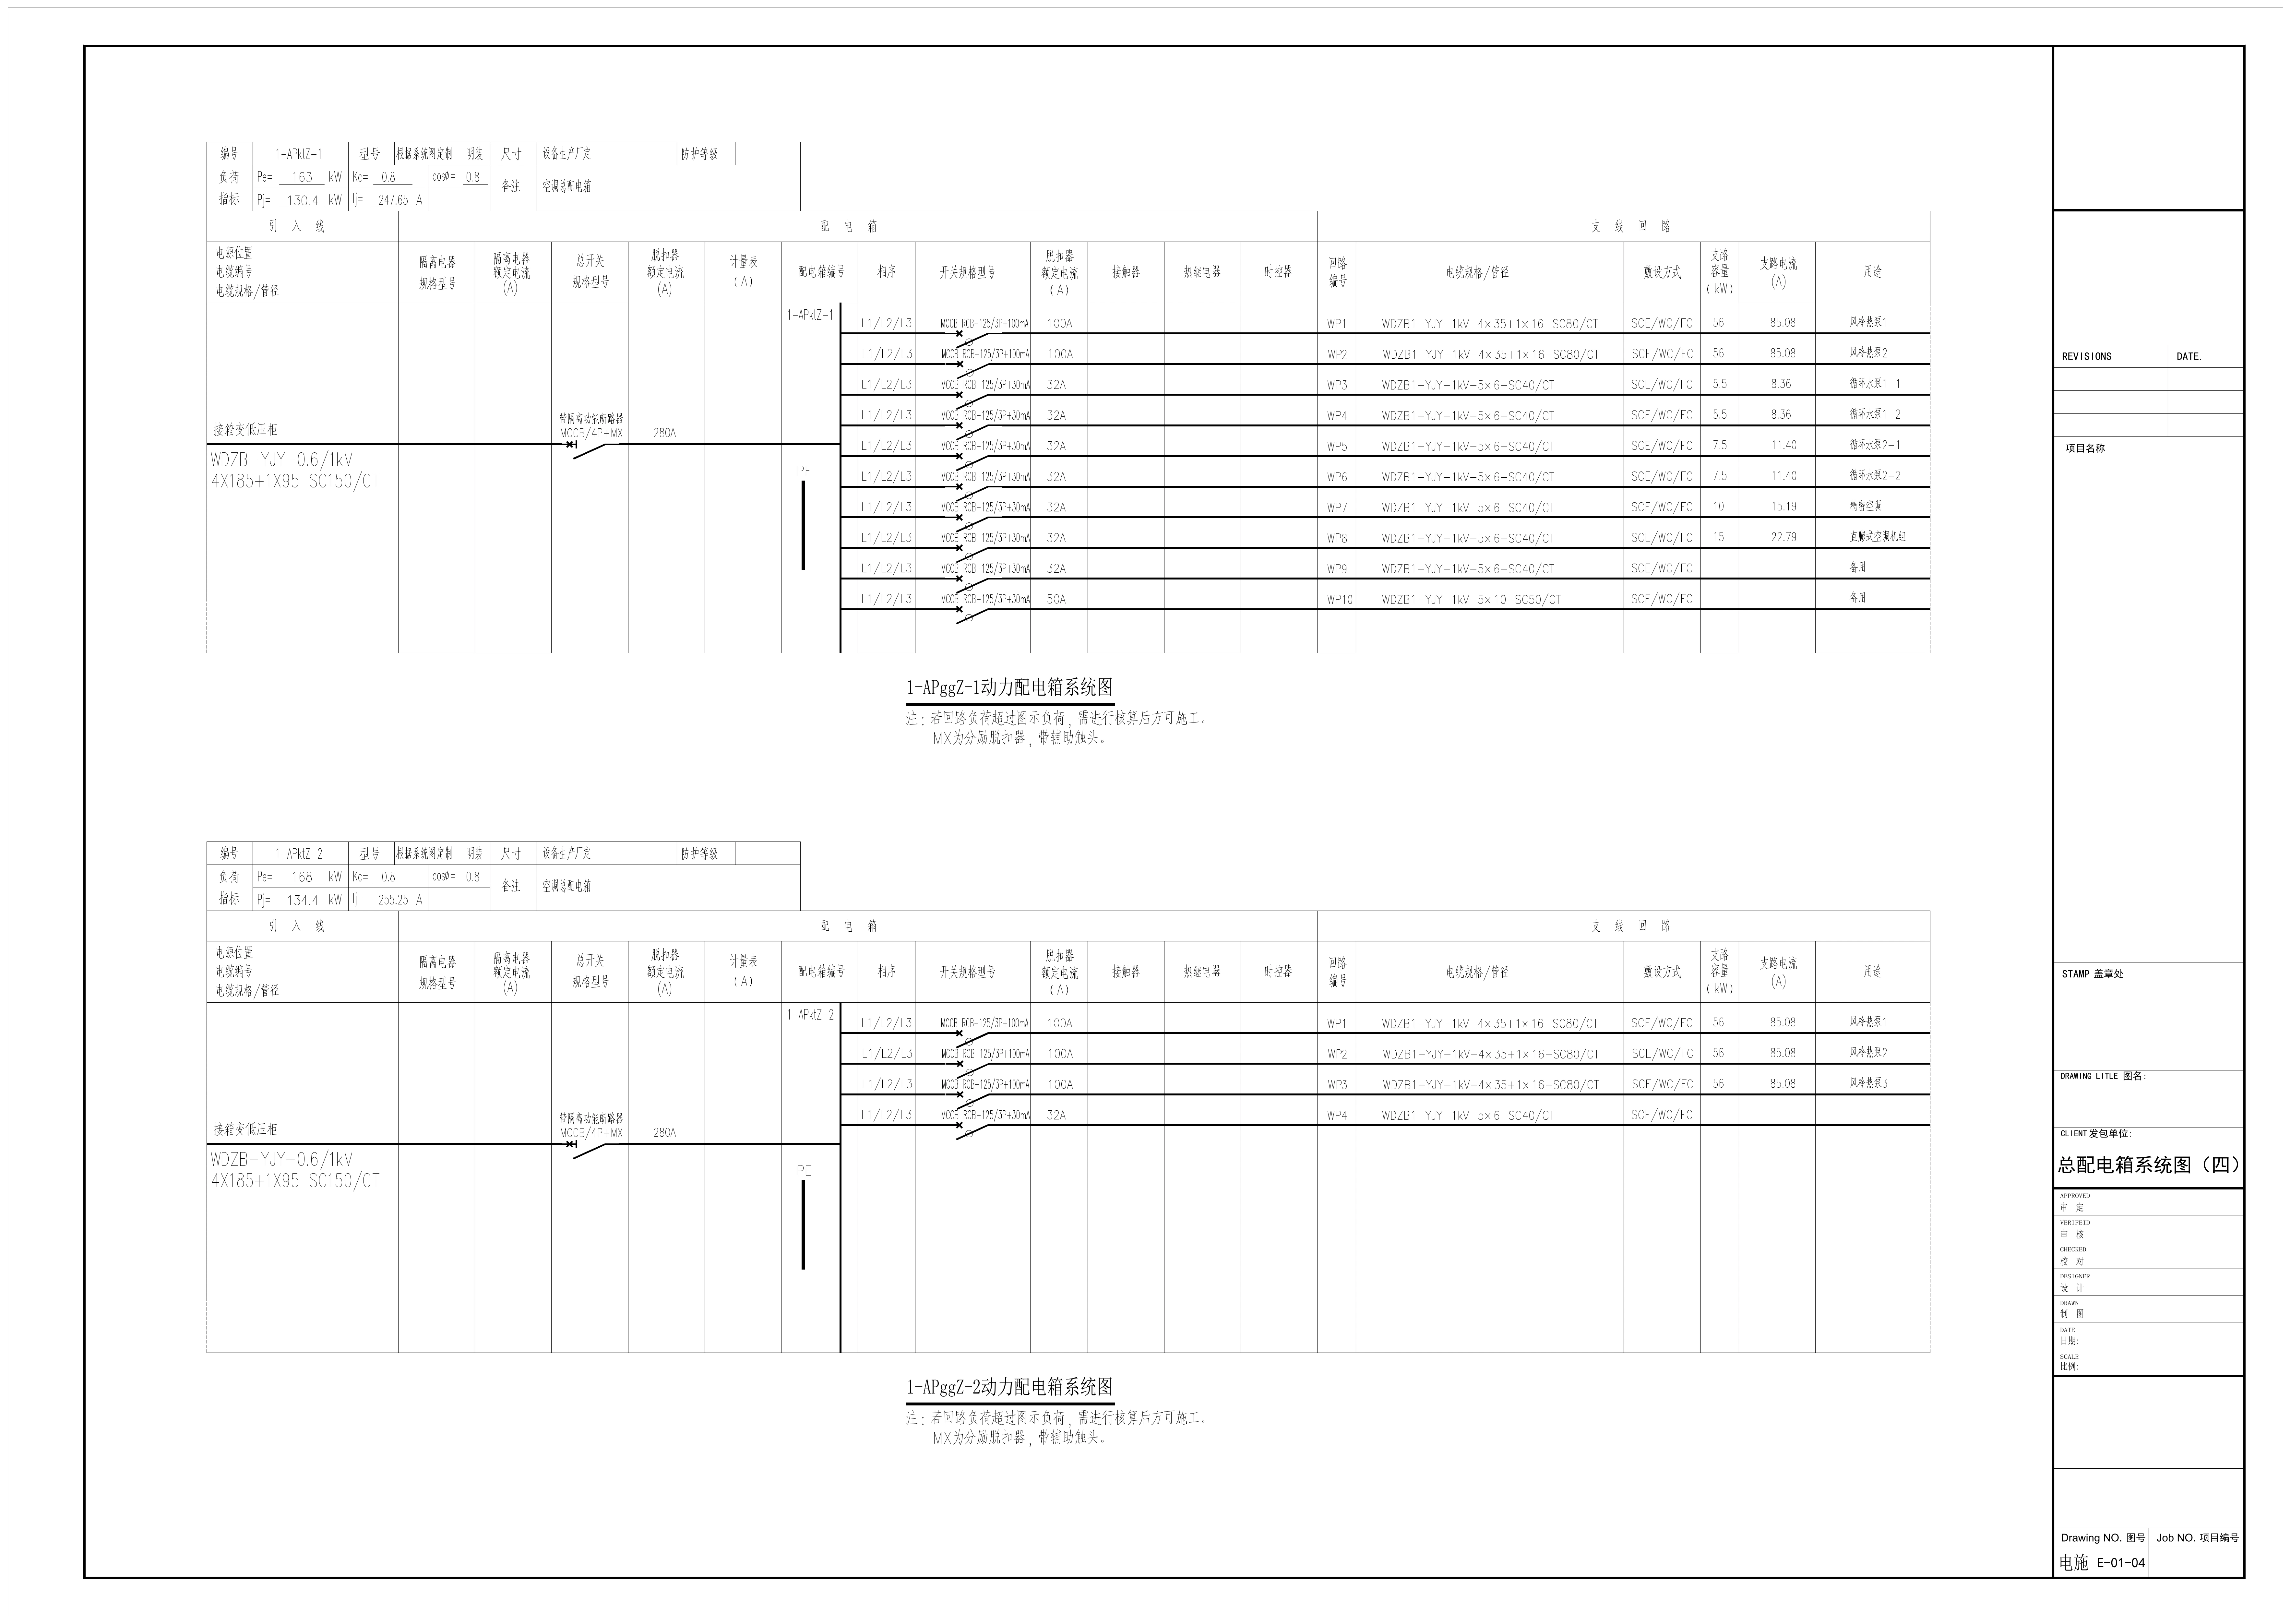 编号 1-APktZ-1 型号 根据系统图定制 明装 尺寸 设备生产厂定 防护等级
负荷 Pe= 163 kW Kc= 0.8 cosø= 0.8 备注 空调总配电箱
指标 Pj= 130.4 kW Ij= 247.65 A
引 入 线 配 电 箱 支 线 回 路
电源位置 电缆编号 电缆规格/管径 隔离电器规格型号 隔离电器额定电流(A) 总开关规格型号 脱扣器额定电流(A) 计量表(A) 配电箱编号 相序 开关规格型号 脱扣器额定电流(A) 接触器 热继电器 时控器 回路编号 电缆规格/管径 敷设方式 支路容量(kW) 支路电流(A) 用途
1-APktZ-1
L1/L2/L3 MCCB RCB-125/3P+100mA 100A WP1 WDZB1-YJY-1kV-4×35+1×16-SC80/CT SCE/WC/FC 56 85.08 风冷热泵1
L1/L2/L3 MCCB RCB-125/3P+100mA 100A WP2 WDZB1-YJY-1kV-4×35+1×16-SC80/CT SCE/WC/FC 56 85.08 风冷热泵2
L1/L2/L3 MCCB RCB-125/3P+30mA 32A WP3 WDZB1-YJY-1kV-5×6-SC40/CT SCE/WC/FC 5.5 8.36 循环水泵1-1
L1/L2/L3 MCCB RCB-125/3P+30mA 32A WP4 WDZB1-YJY-1kV-5×6-SC40/CT SCE/WC/FC 5.5 8.36 循环水泵1-2
接箱变低压柜 带隔离功能断路器 MCCB/4P+MX 280A
L1/L2/L3 MCCB RCB-125/3P+30mA 32A WP5 WDZB1-YJY-1kV-5×6-SC40/CT SCE/WC/FC 7.5 11.40 循环水泵2-1
WDZB-YJY-0.6/1kV
4X185+1X95 SC150/CT
PE
L1/L2/L3 MCCB RCB-125/3P+30mA 32A WP6 WDZB1-YJY-1kV-5×6-SC40/CT SCE/WC/FC 7.5 11.40 循环水泵2-2
L1/L2/L3 MCCB RCB-125/3P+30mA 32A WP7 WDZB1-YJY-1kV-5×6-SC40/CT SCE/WC/FC 10 15.19 精密空调
L1/L2/L3 MCCB RCB-125/3P+30mA 32A WP8 WDZB1-YJY-1kV-5×6-SC40/CT SCE/WC/FC 15 22.79 直膨式空调机组
L1/L2/L3 MCCB RCB-125/3P+30mA 32A WP9 WDZB1-YJY-1kV-5×6-SC40/CT SCE/WC/FC 备用
L1/L2/L3 MCCB RCB-125/3P+30mA 50A WP10 WDZB1-YJY-1kV-5×10-SC50/CT SCE/WC/FC 备用
1-APggZ-1动力配电箱系统图
注：若回路负荷超过图示负荷，需进行核算后方可施工。
MX为分励脱扣器，带辅助触头。
编号 1-APktZ-2 型号 根据系统图定制 明装 尺寸 设备生产厂定 防护等级
负荷 Pe= 168 kW Kc= 0.8 cosø= 0.8 备注 空调总配电箱
指标 Pj= 134.4 kW Ij= 255.25 A
引 入 线 配 电 箱 支 线 回 路
电源位置 电缆编号 电缆规格/管径 隔离电器规格型号 隔离电器额定电流(A) 总开关规格型号 脱扣器额定电流(A) 计量表(A) 配电箱编号 相序 开关规格型号 脱扣器额定电流(A) 接触器 热继电器 时控器 回路编号 电缆规格/管径 敷设方式 支路容量(kW) 支路电流(A) 用途
1-APktZ-2
L1/L2/L3 MCCB RCB-125/3P+100mA 100A WP1 WDZB1-YJY-1kV-4×35+1×16-SC80/CT SCE/WC/FC 56 85.08 风冷热泵1
L1/L2/L3 MCCB RCB-125/3P+100mA 100A WP2 WDZB1-YJY-1kV-4×35+1×16-SC80/CT SCE/WC/FC 56 85.08 风冷热泵2
L1/L2/L3 MCCB RCB-125/3P+100mA 100A WP3 WDZB1-YJY-1kV-4×35+1×16-SC80/CT SCE/WC/FC 56 85.08 风冷热泵3
L1/L2/L3 MCCB RCB-125/3P+30mA 32A WP4 WDZB1-YJY-1kV-5×6-SC40/CT SCE/WC/FC
接箱变低压柜 带隔离功能断路器 MCCB/4P+MX 280A
WDZB-YJY-0.6/1kV
4X185+1X95 SC150/CT
PE
1-APggZ-2动力配电箱系统图
注：若回路负荷超过图示负荷，需进行核算后方可施工。
MX为分励脱扣器，带辅助触头。
REVISIONS DATE.
项目名称
STAMP 盖章处
DRAWING LITLE 图名:
CLIENT 发包单位:
总配电箱系统图（四）
APPROVED
审 定
VERIFEID
审 核
CHECKED
校 对
DESIGNER
设 计
DRAWN
制 图
DATE
日期:
SCALE
比例:
Drawing NO. 图号 Job NO. 项目编号
电施 E-01-04